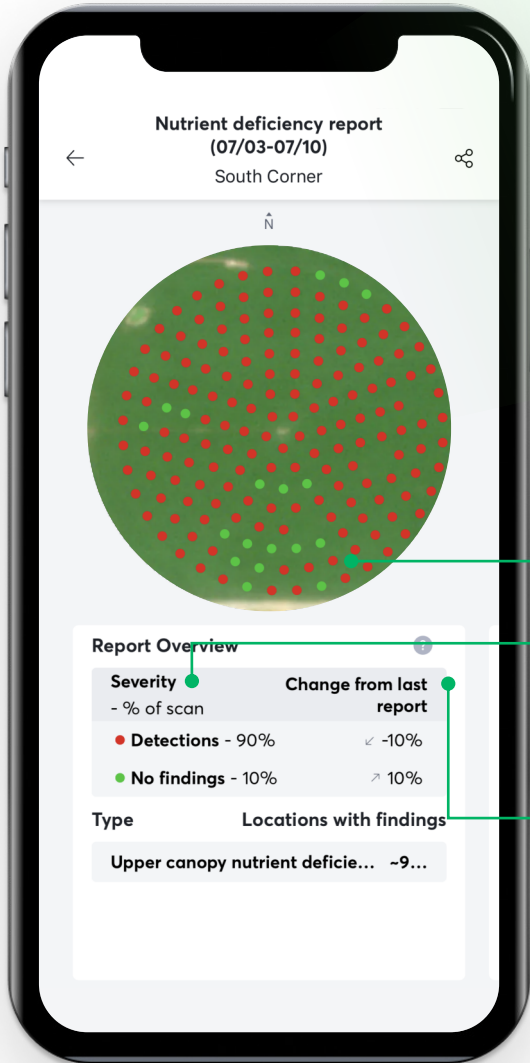 Nutrient deficiency report
(07/03-07/10)
South Corner
N
Report Overview
?
Severity
- % of scan
Change from last
report
Detections - 90%
-10%
No findings - 10%
10%
Type
Locations with findings
Upper canopy nutrient deficie...
~9...